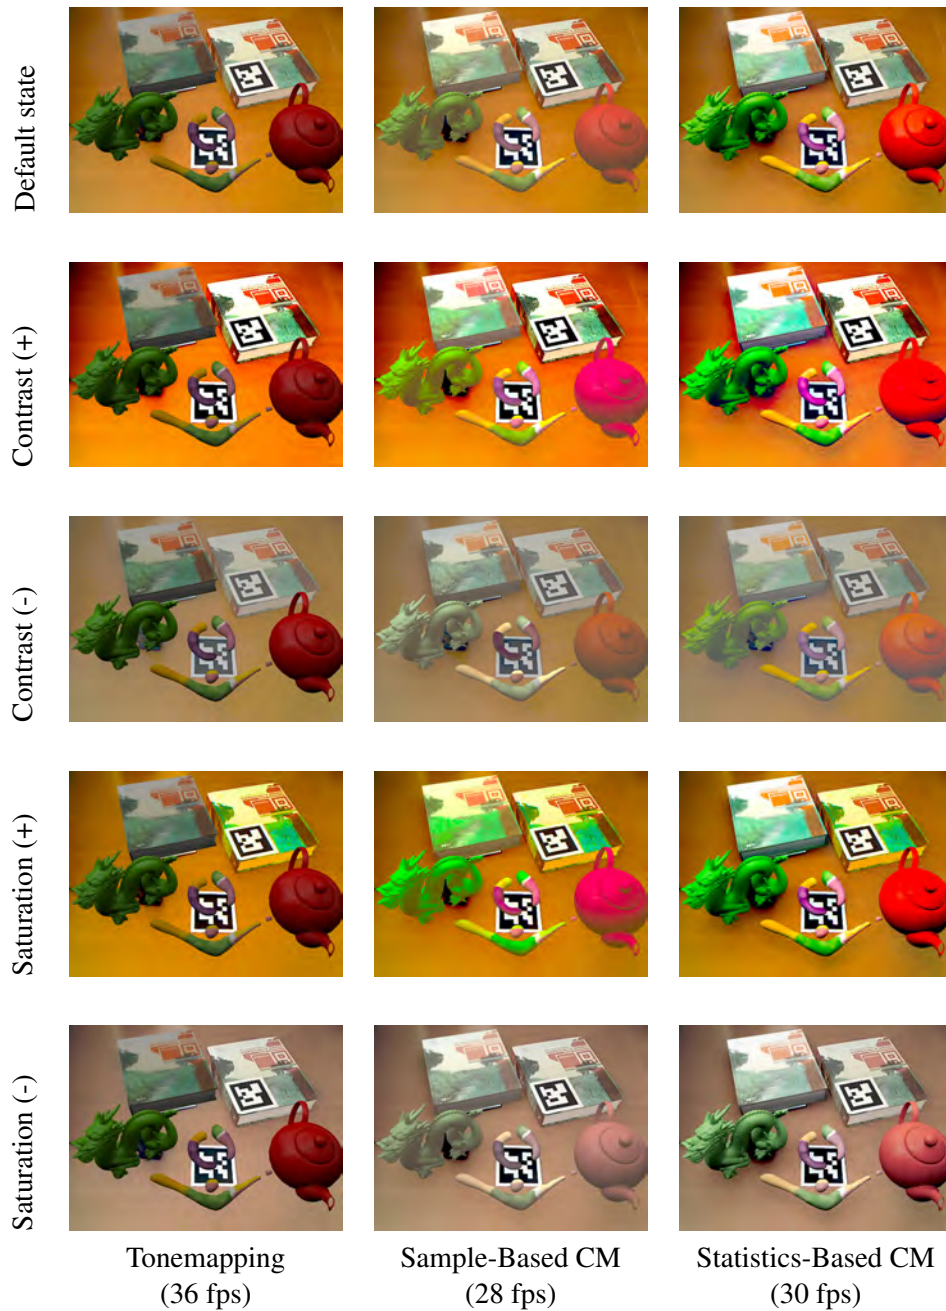 Default state
Contrast (+)
Contrast (-)
Saturation (+)
Saturation (-)
Tonemapping
(36 fps)
Sample-Based CM
(28 fps)
Statistics-Based CM
(30 fps)